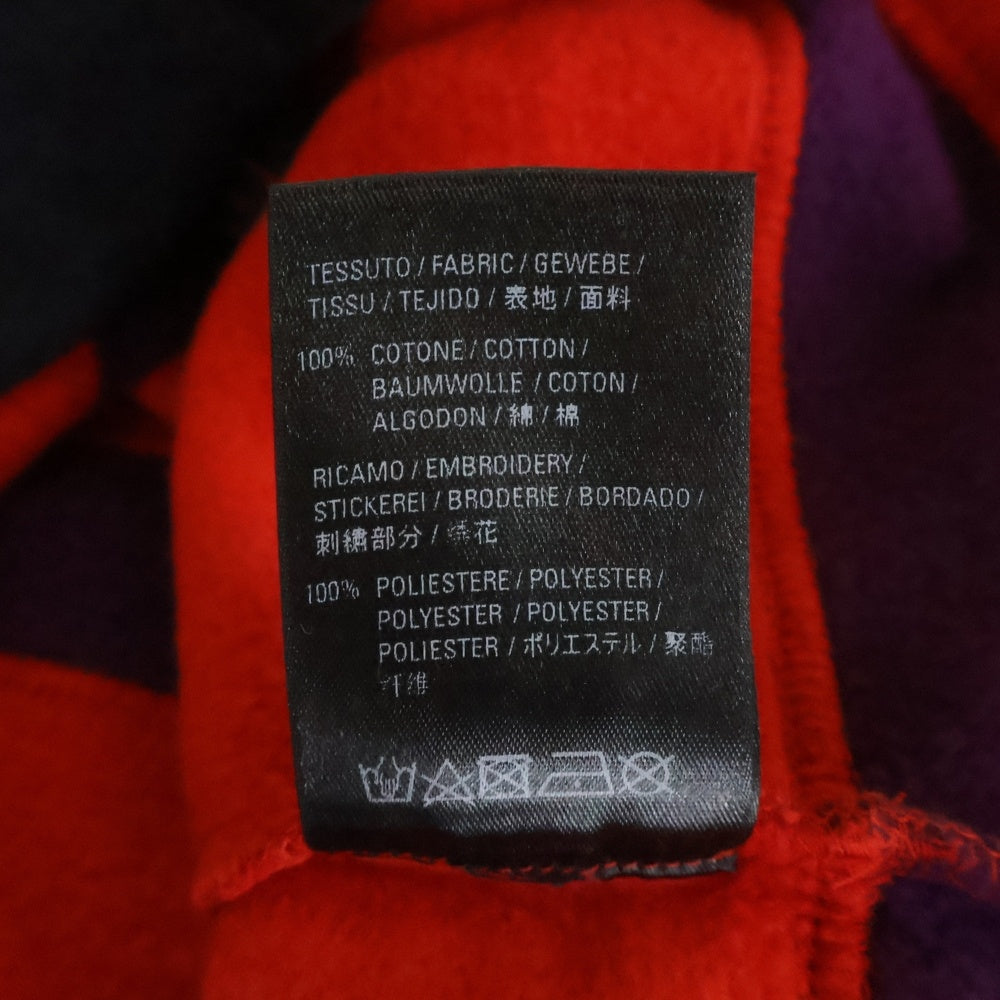 TESSUTO / FABRIC / GEWEBE /
TISSU / TEJIDO / 表地 / 面料
100% COTONE / COTTON /
BAUMWOLLE / COTON /
ALGODON / 綿 / 棉
RICAMO / EMBROIDERY /
STICKEREI / BRODERIE / BORDADO /
刺繍部分 / 绣花
100% POLIESTERE / POLYESTER /
POLYESTER / POLYESTER /
POLIESTER / ポリエステル / 聚酯
纤维